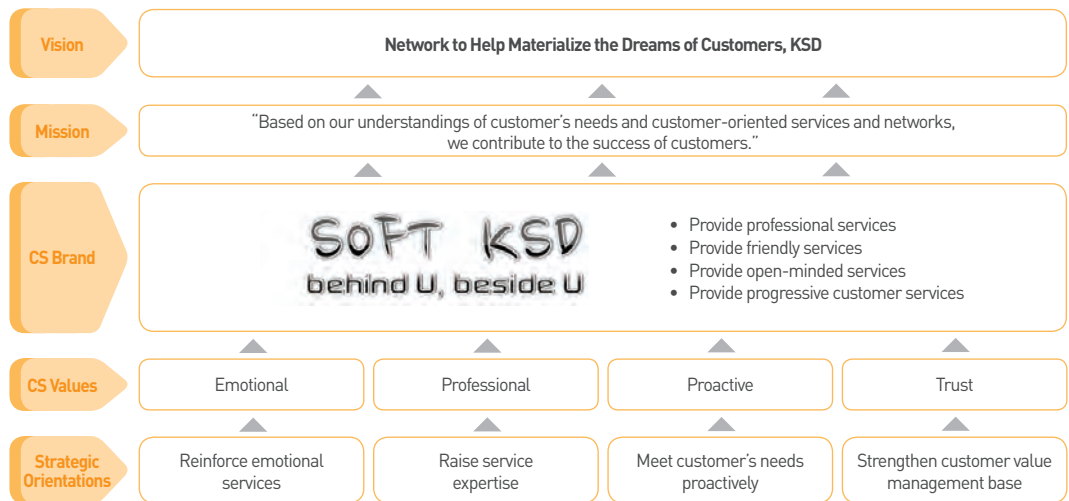 Vision
Network to Help Materialize the Dreams of Customers, KSD
Mission
“Based on our understandings of customer's needs and customer-oriented services and networks,
we contribute to the success of customers.”
CS Brand
SoFT KSD
behind U, beside U
• Provide professional services
• Provide friendly services
• Provide open-minded services
• Provide progressive customer services
CS Values
Emotional
Professional
Proactive
Trust
Strategic
Orientations
Reinforce emotional
services
Raise service
expertise
Meet customer's needs
proactively
Strengthen customer value
management base